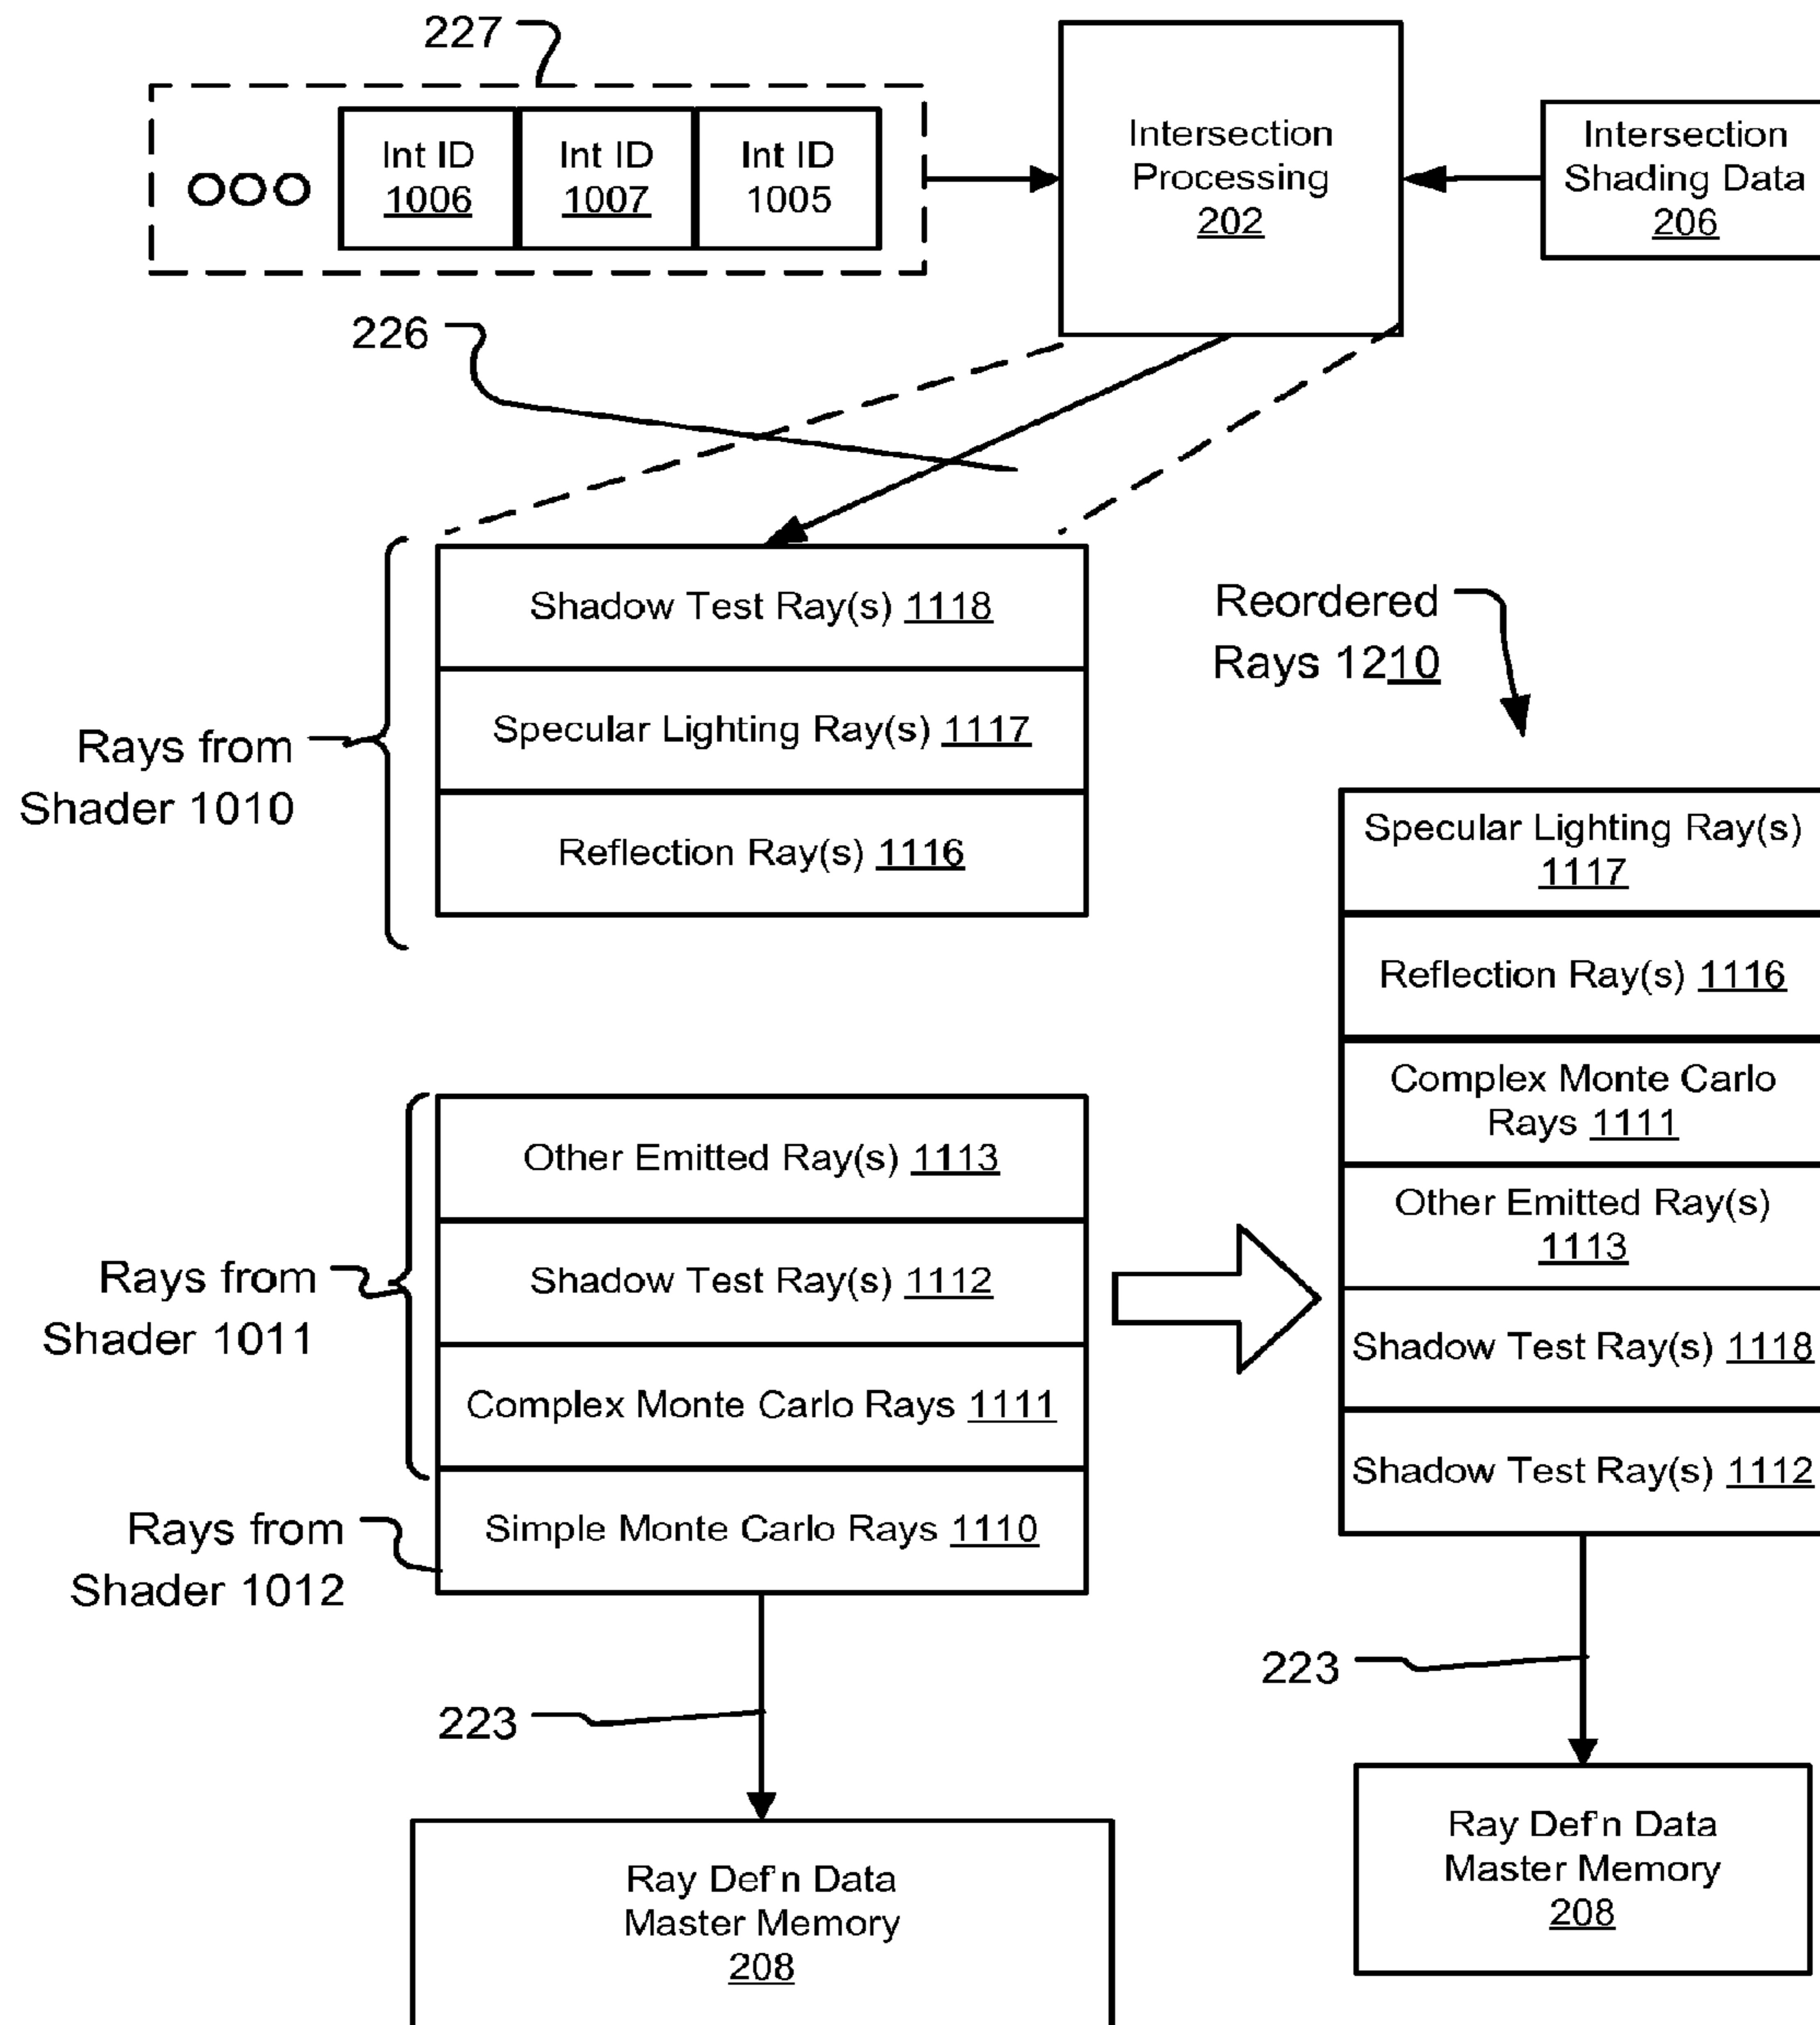 227
Int ID
1006
Int ID
1007
Int ID
1005
Intersection
Processing
202
Intersection
Shading Data
206
226
Rays from
Shader 1010
Shadow Test Ray(s) 1118
Specular Lighting Ray(s) 1117
Reflection Ray(s) 1116
Reordered
Rays 1210
Specular Lighting Ray(s)
1117
Reflection Ray(s) 1116
Complex Monte Carlo
Rays 1111
Other Emitted Ray(s)
1113
Shadow Test Ray(s) 1118
Shadow Test Ray(s) 1112
Rays from
Shader 1011
Other Emitted Ray(s) 1113
Shadow Test Ray(s) 1112
Complex Monte Carlo Rays 1111
Rays from
Shader 1012
Simple Monte Carlo Rays 1110
223
223
Ray Def'n Data
Master Memory
208
Ray Def'n Data
Master Memory
208